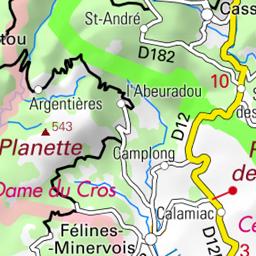 Cass
St-André
tou
D182
l'Abeuradou
10
Argentières
S
des
543
D12
Planette
Camplong
P
de
Dame du Cros
Calamiac
Ce
Félines-
-Minervois
D12
3